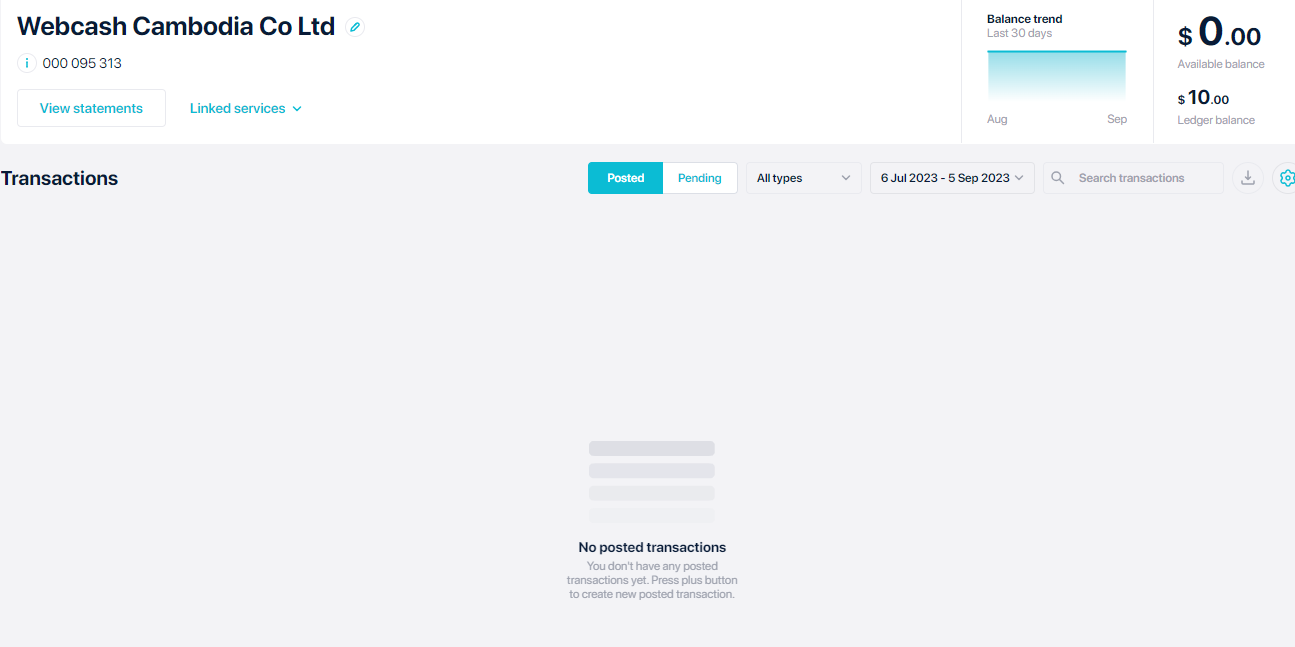 Webcash Cambodia Co Ltd
i 000 095 313
View statements
Linked services
Balance trend
Last 30 days
Aug Sep
$ 0.00
Available balance
$ 10.00
Ledger balance
Transactions
Posted
Pending
All types
6 Jul 2023 - 5 Sep 2023
Search transactions
No posted transactions
You don't have any posted
transactions yet. Press plus button
to create new posted transaction.